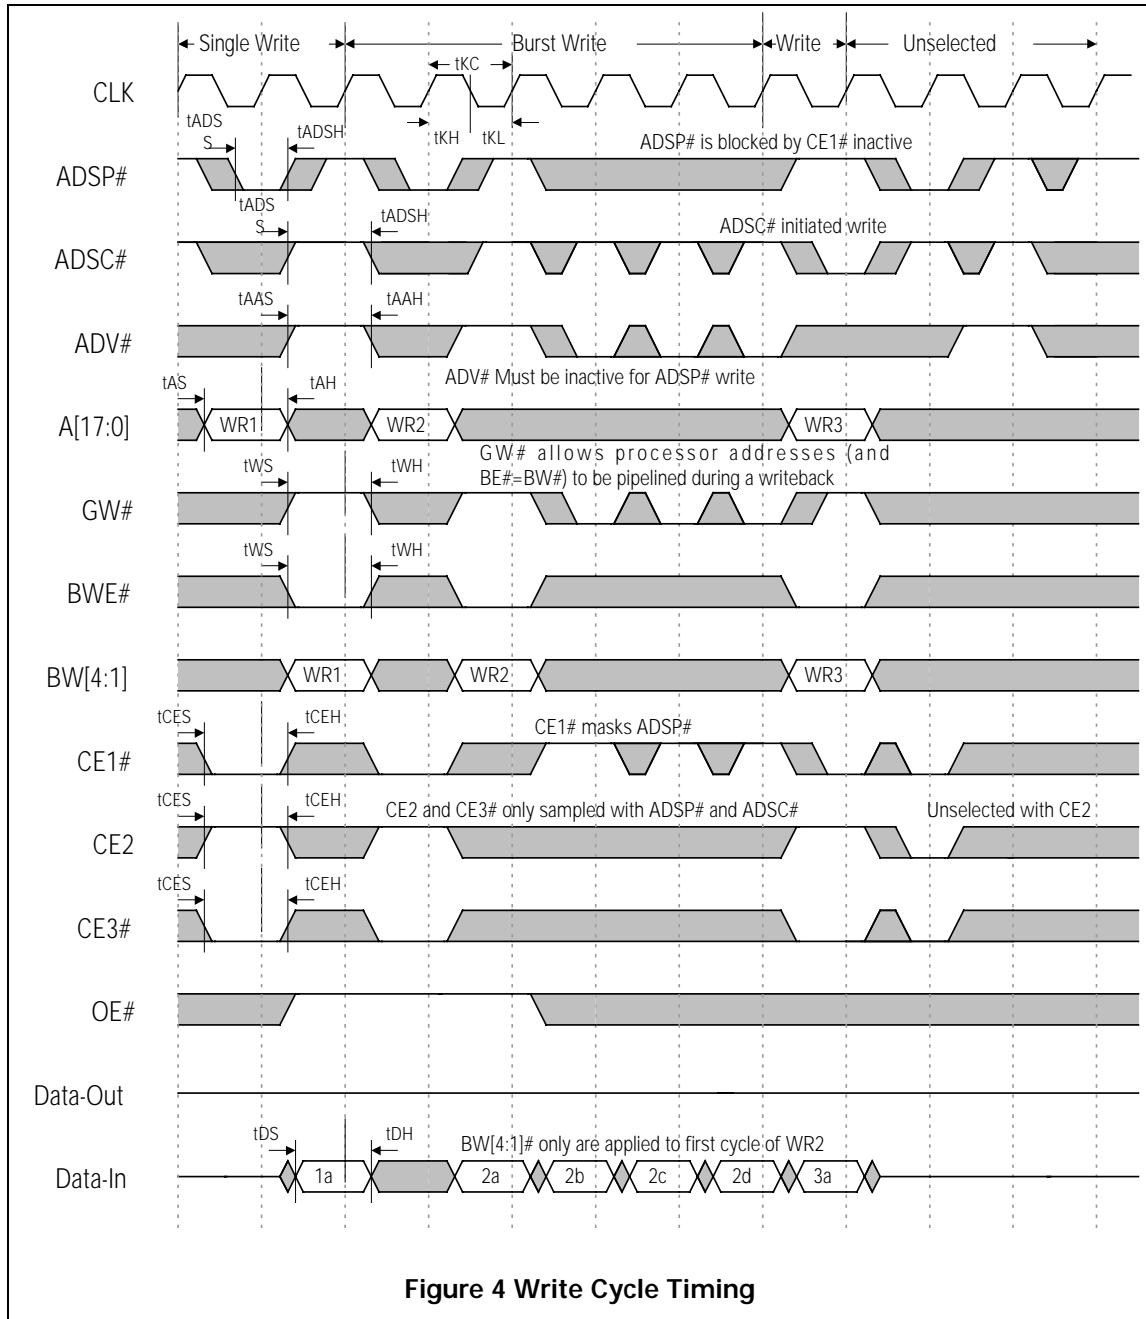 Single Write Burst Write Write Unselected
tKC
CLK
tADS
S
tADSH
tKH tKL
ADSP# is blocked by CE1# inactive
ADSP#
tADS
S
tADSH
ADSC# initiated write
ADSC#
tAAS tAAH
ADV#
ADV# Must be inactive for ADSP# write
tAS tAH
A[17:0] WR1 WR2 WR3
GW# allows processor addresses (and
BE#=BW#) to be pipelined during a writeback
tWS tWH
GW#
tWS tWH
BWE#
BW[4:1] WR1 WR2 WR3
tCES tCEH
CE1# masks ADSP#
CE1#
tCES tCEH
CE2 and CE3# only sampled with ADSP# and ADSC# Unselected with CE2
CE2
tCES tCEH
CE3#
OE#
Data-Out
tDS tDH
BW[4:1]# only are applied to first cycle of WR2
Data-In 1a 2a 2b 2c 2d 3a
Figure 4 Write Cycle Timing